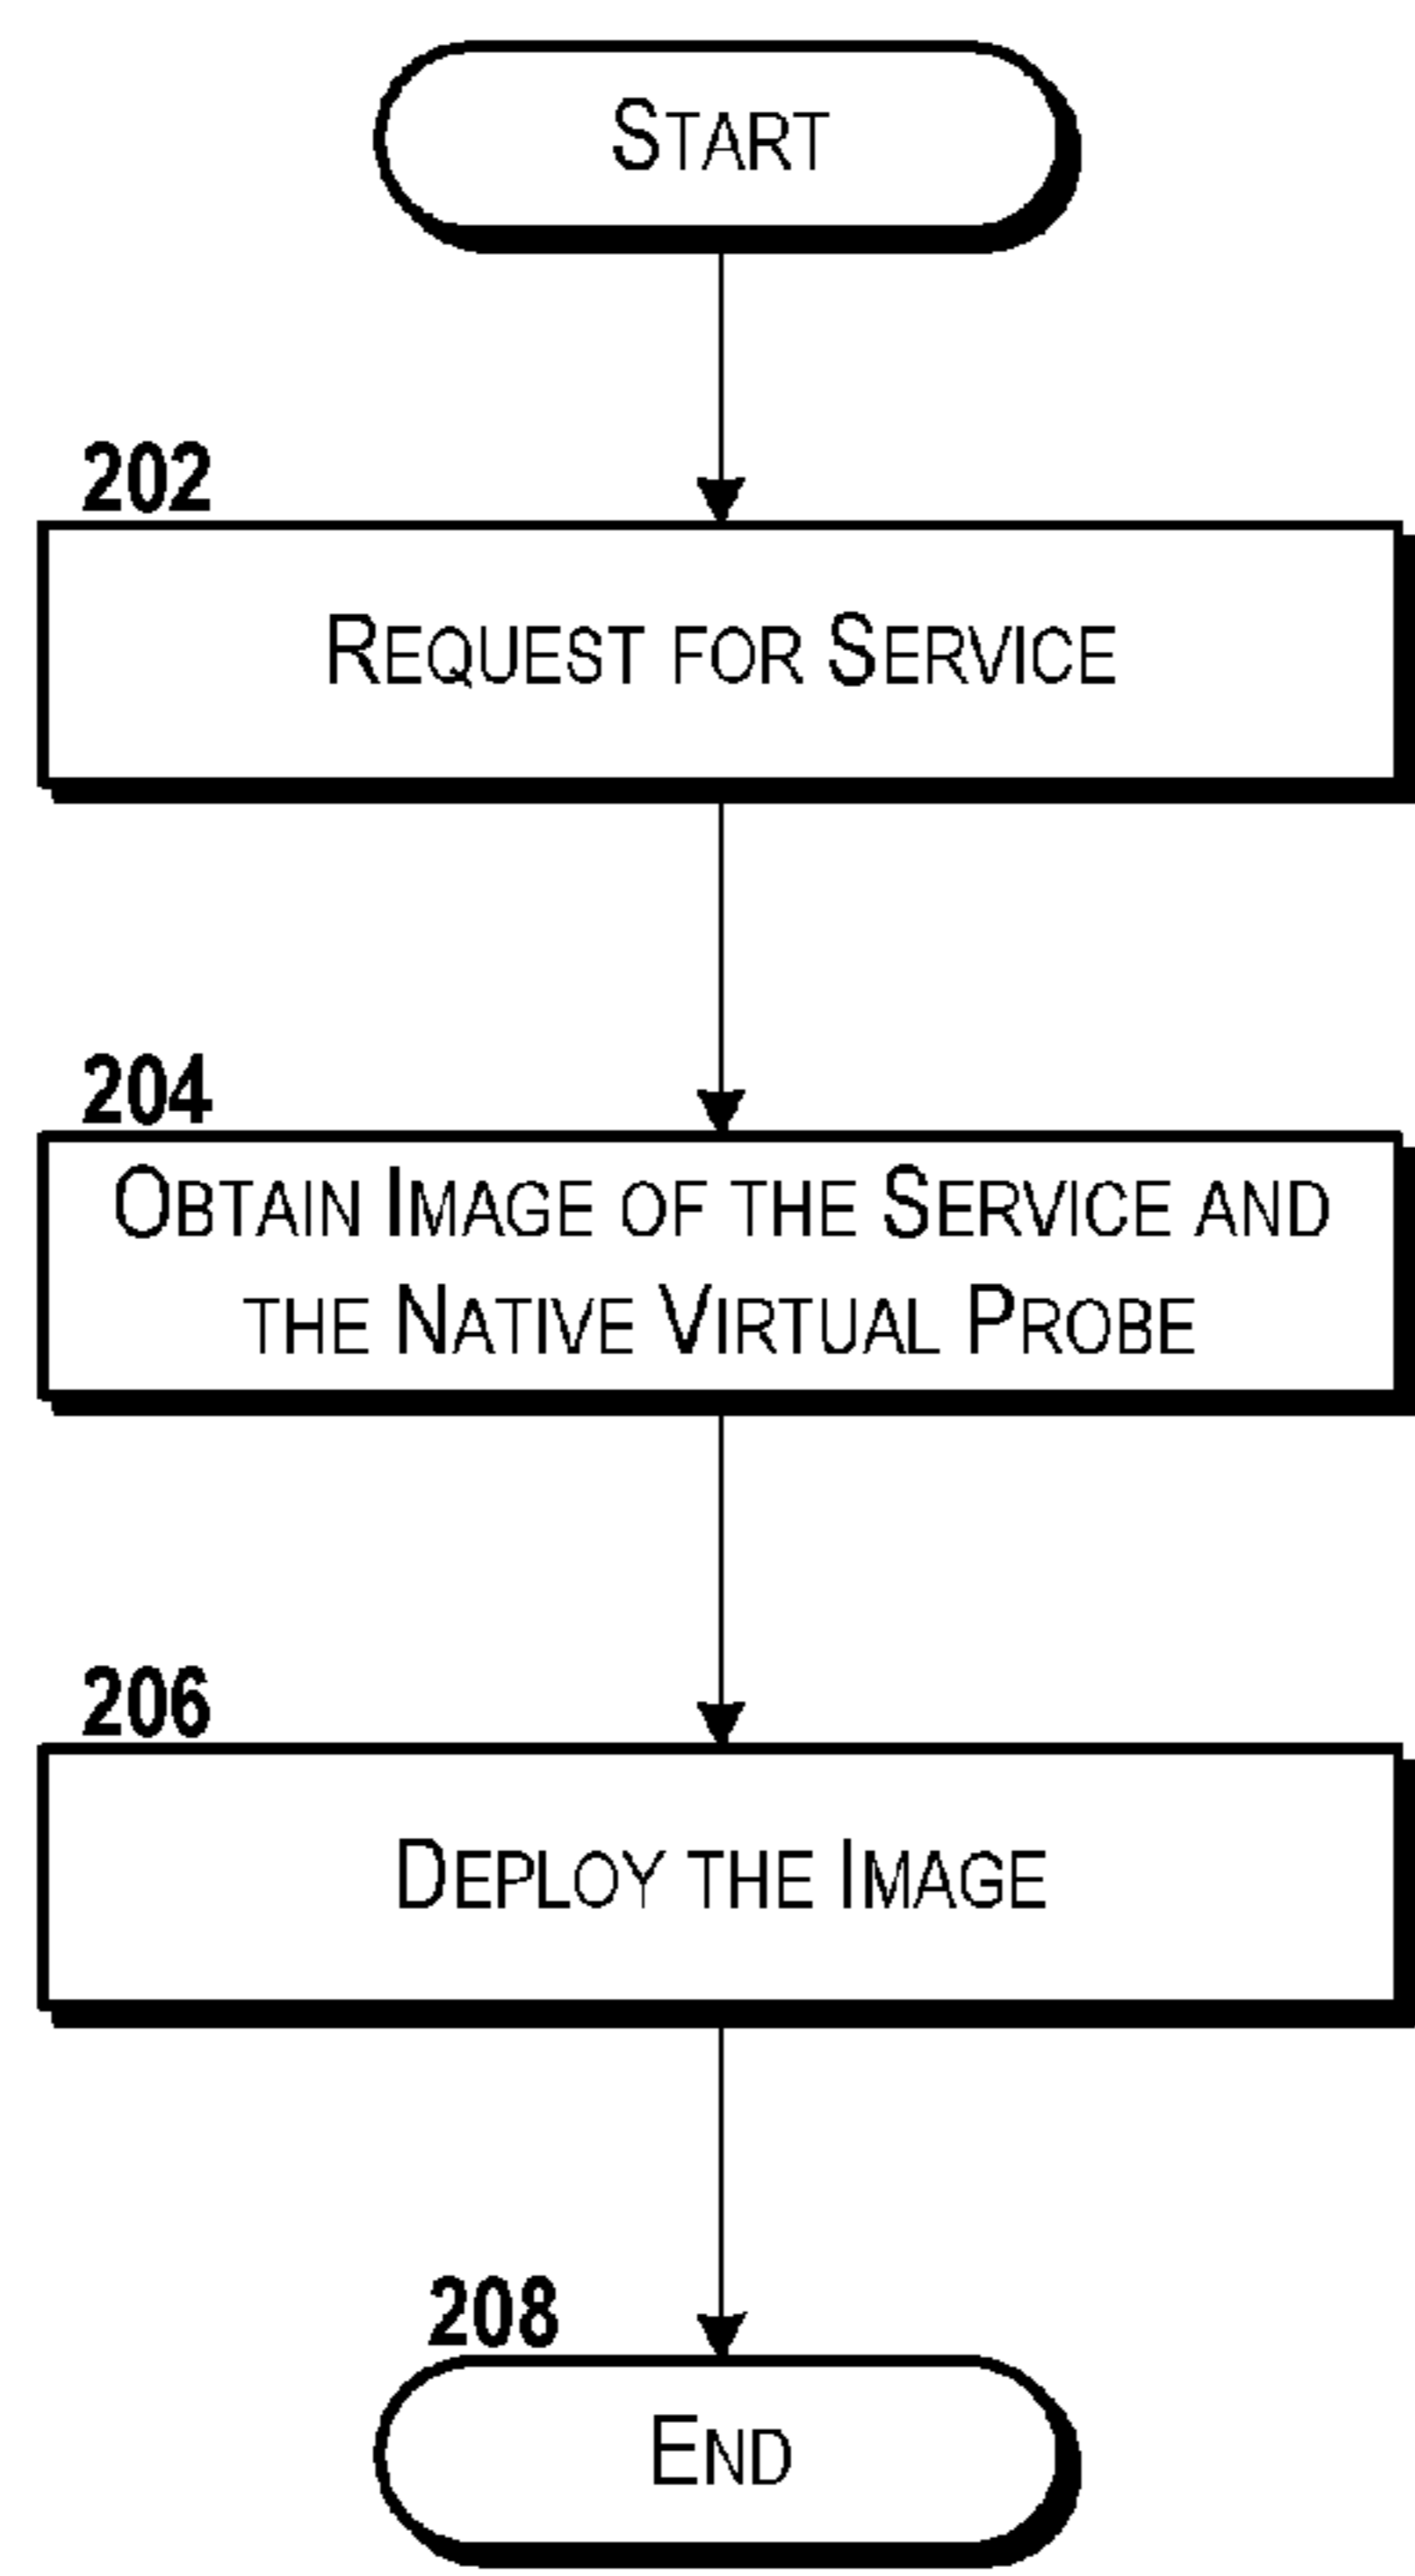 START
202
REQUEST FOR SERVICE
204
OBTAIN IMAGE OF THE SERVICE AND
THE NATIVE VIRTUAL PROBE
206
DEPLOY THE IMAGE
208
END